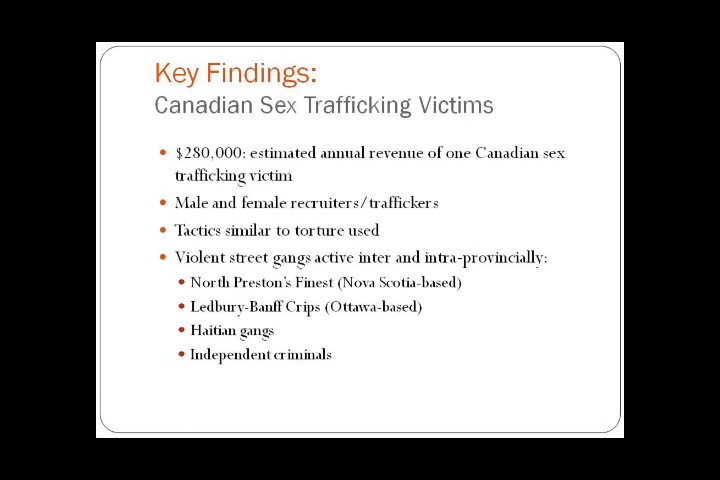 Key Findings:
Canadian Sex Trafficking Victims
• $280,000: estimated annual revenue of one Canadian sex
trafficking victim
• Male and female recruiters/traffickers
• Tactics similar to torture used
• Violent street gangs active inter and intra-provincially:
• North Preston's Finest (Nova Scotia-based)
• Ledbury-Banff Crips (Ottawa-based)
• Haitian gangs
• Independent criminals